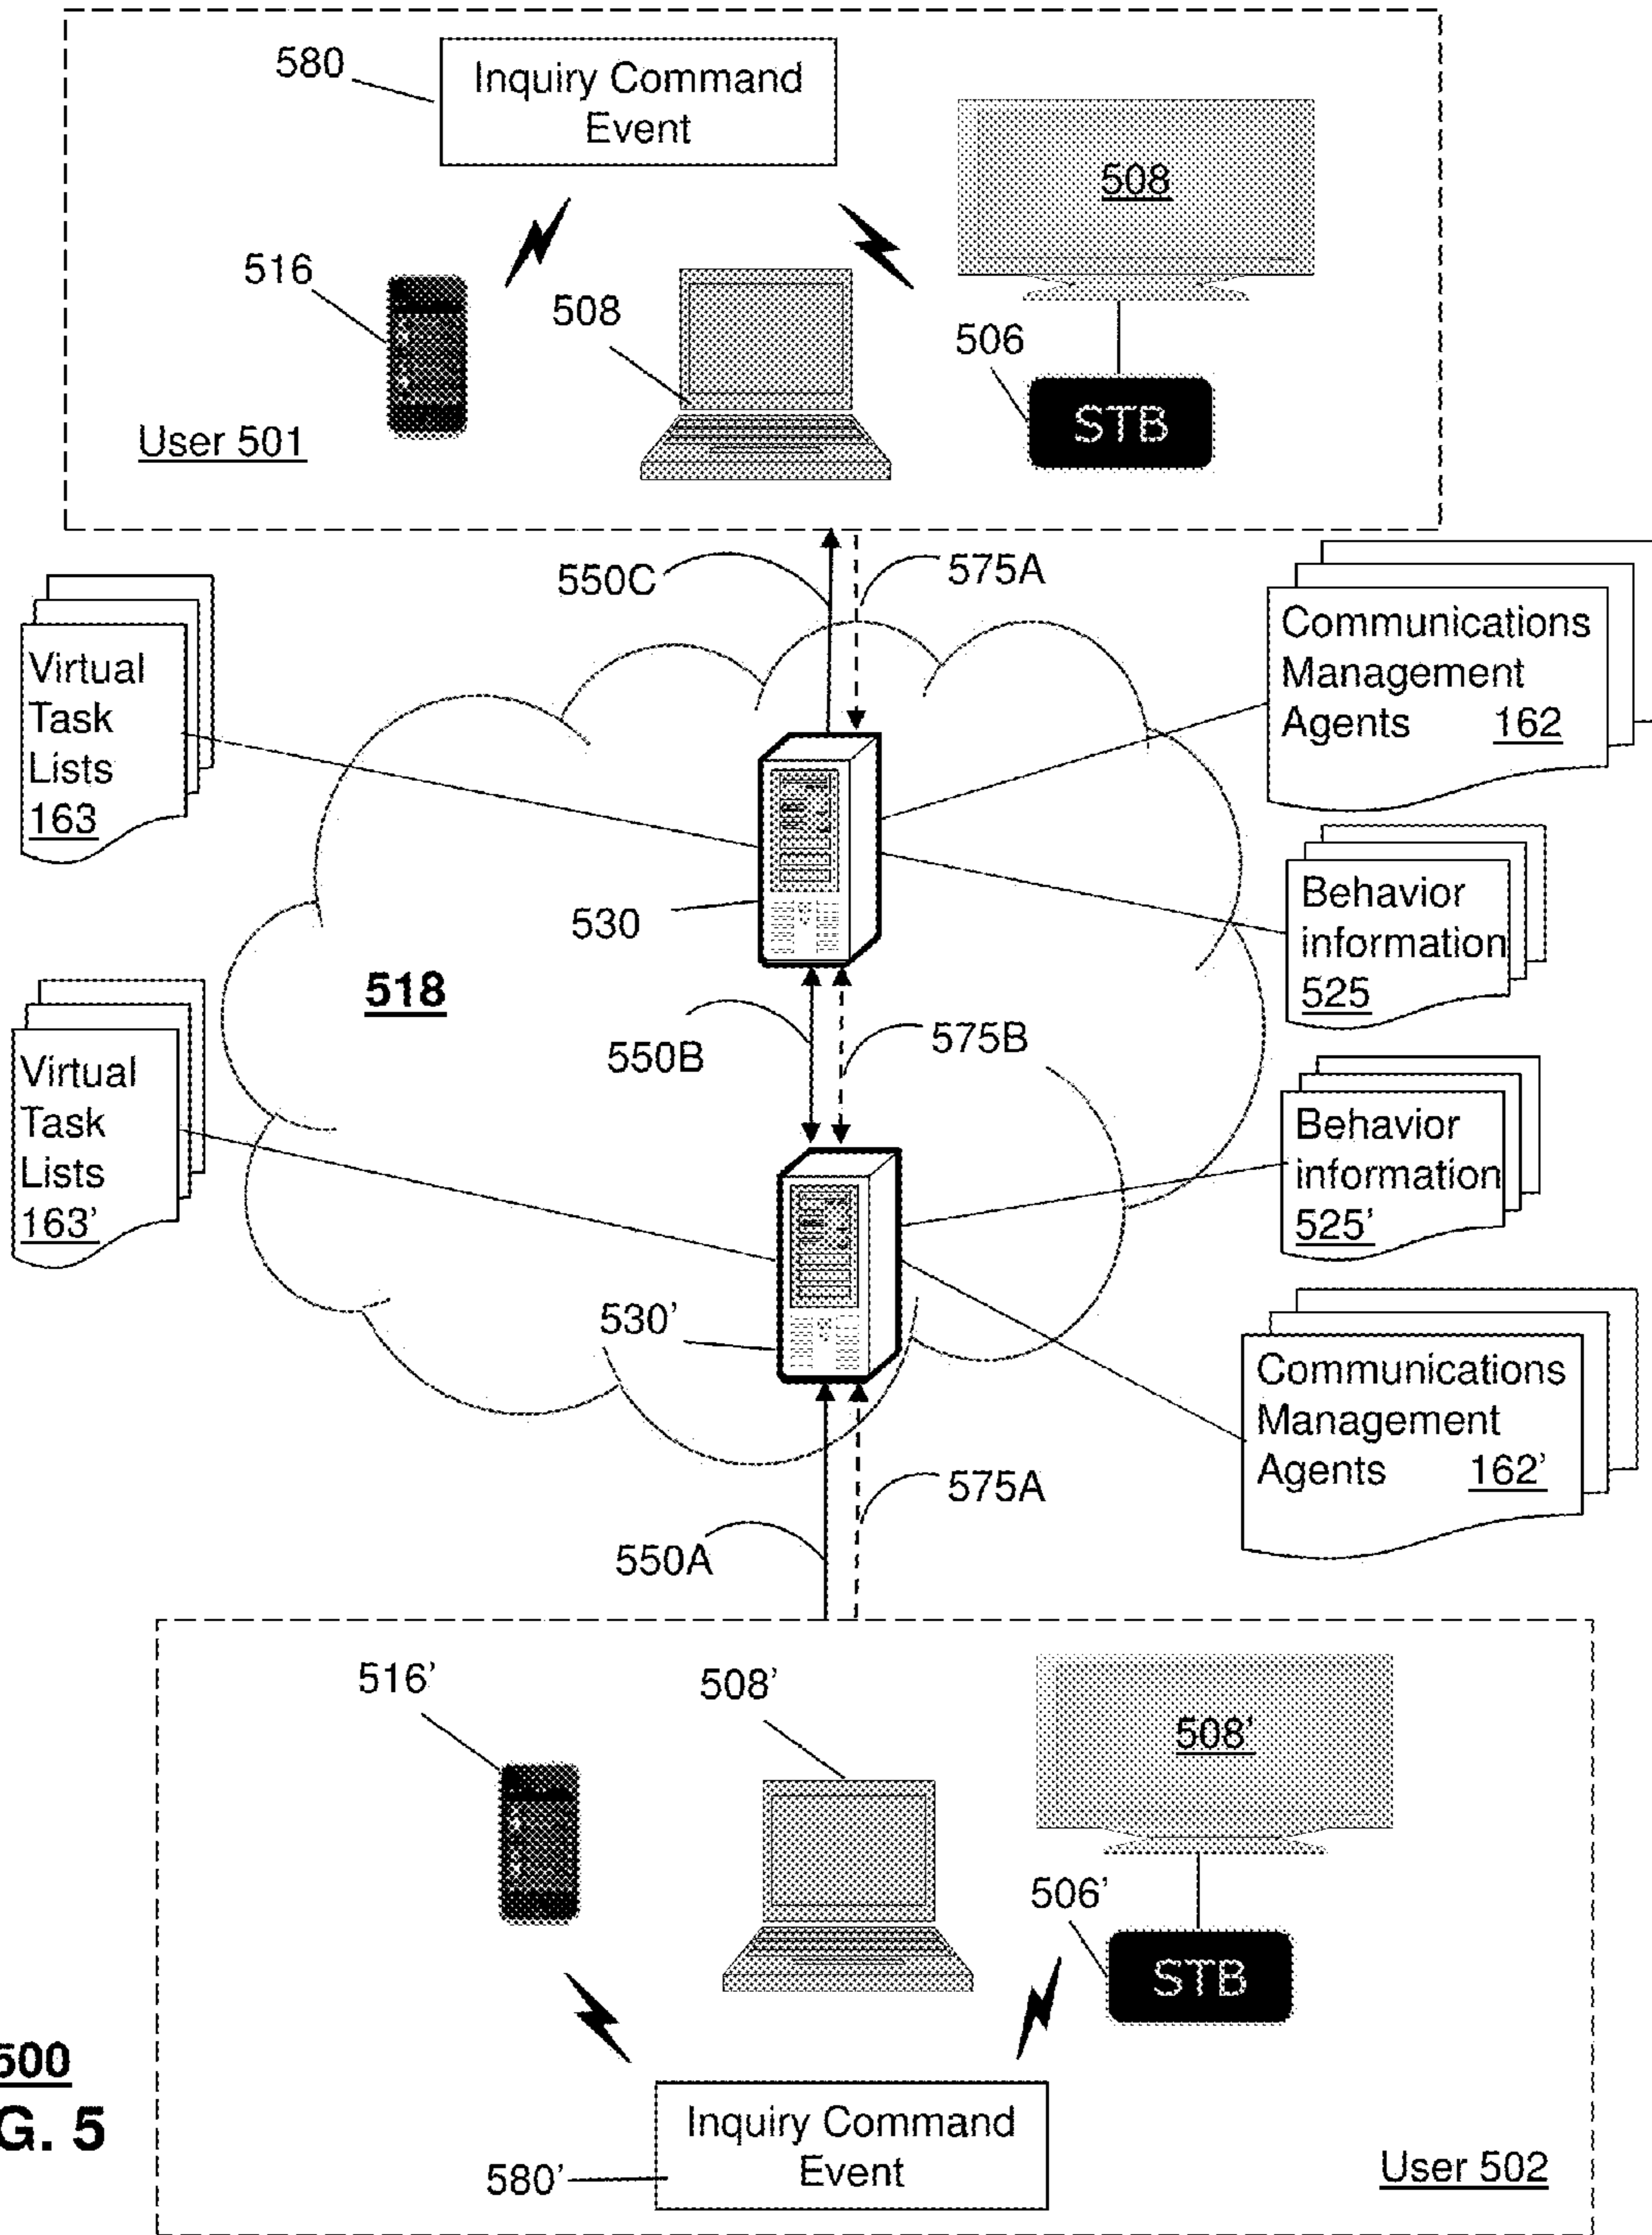 580
Inquiry Command
Event
508
516
508
506
STB
User 501
550C
575A
Virtual
Task
Lists
163
Communications
Management
Agents 162
530
Behavior
information
525
518
550B
575B
Virtual
Task
Lists
163'
Behavior
information
525'
530'
Communications
Management
Agents 162'
575A
550A
516'
508'
508'
506'
STB
500
G. 5
Inquiry Command
Event
580'
User 502